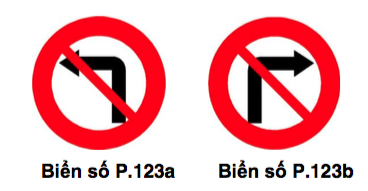 Biển số P.123a
Biển số P.123b